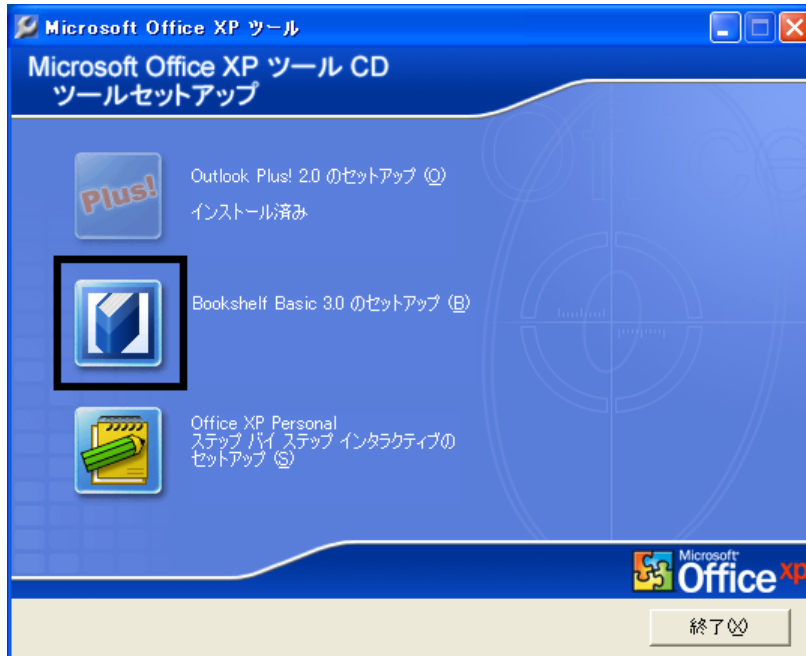 Microsoft Office XP ツール
Microsoft Office XP ツール CD
ツールセットアップ
Plus!
Outlook Plus! 2.0 のセットアップ (O)
インストール済み
Bookshelf Basic 3.0 のセットアップ (B)
Office XP Personal
ステップ バイ ステップ インタラクティブの
セットアップ (S)
Office
Microsoft
Office xp
終了(X)